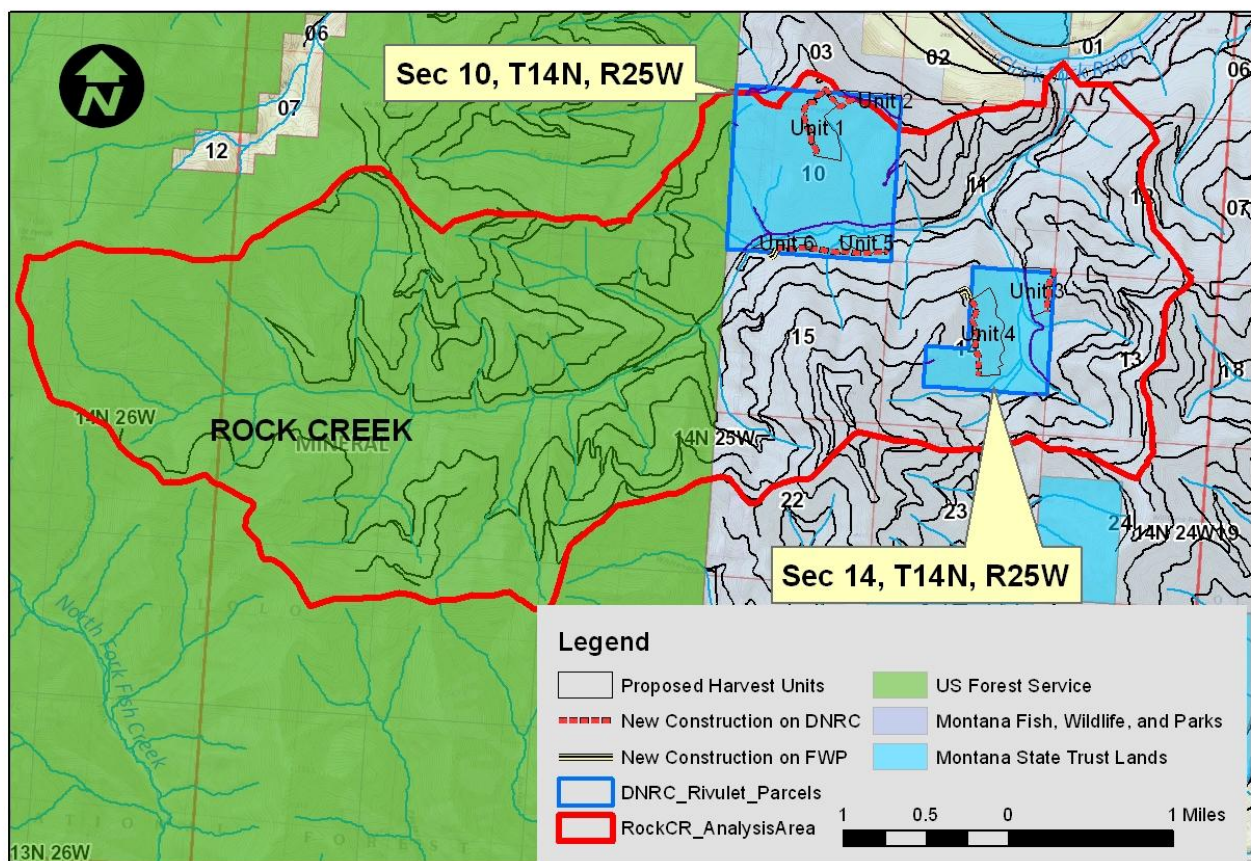 06
03
02
01
06
Sec 10, T14N, R25W
N
07
12
Unit 1
Unit 2
10
11
12
07
Unit 6
Unit 5
Unit 3
Unit 4
15
13
18
14N 26W
ROCK CREEK
MINERAL
14N 25W
22
23
24
14N 24W19
Sec 14, T14N, R25W
North Fork Fish Creek
13N 26W
Legend
Proposed Harvest Units
New Construction on DNRC
New Construction on FWP
DNRC_Rivulet_Parcels
RockCR_AnalysisArea
US Forest Service
Montana Fish, Wildlife, and Parks
Montana State Trust Lands
1 0.5 0 1 Miles